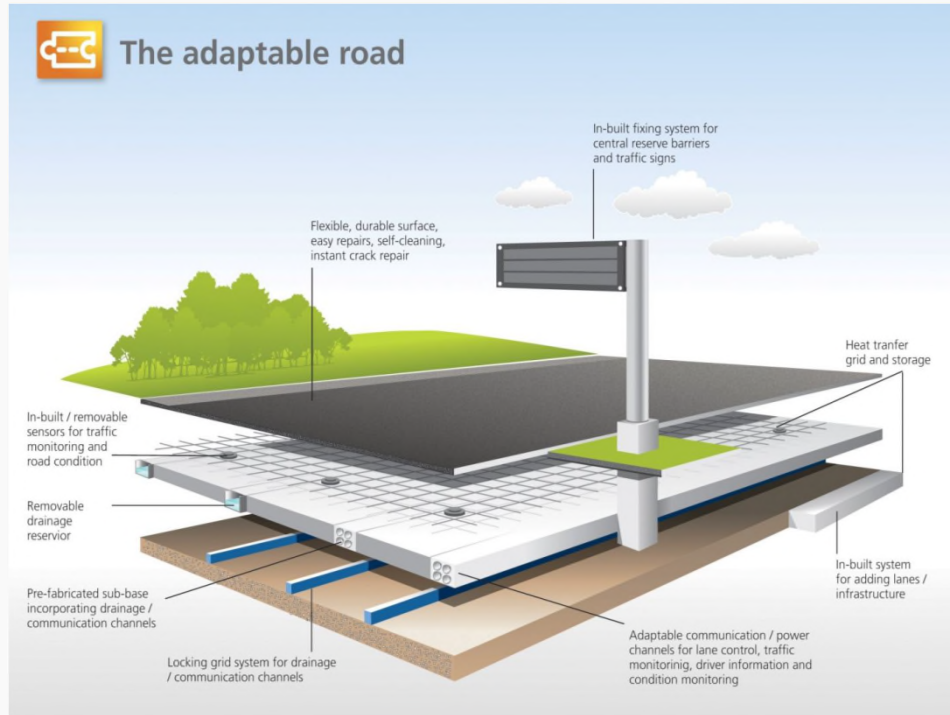 The adaptable road
In-built fixing system for
central reserve barriers
and traffic signs
Flexible, durable surface,
easy repairs, self-cleaning,
instant crack repair
Heat tranfer
grid and storage
In-built / removable
sensors for traffic
monitoring and
road condition
Removable
drainage
reservior
Pre-fabricated sub-base
incorporating drainage /
communication channels
Locking grid system for drainage
/ communication channels
Adaptable communication / power
channels for lane control, traffic
monitorinig, driver information and
condition monitoring
In-built system
for adding lanes /
infrastructure